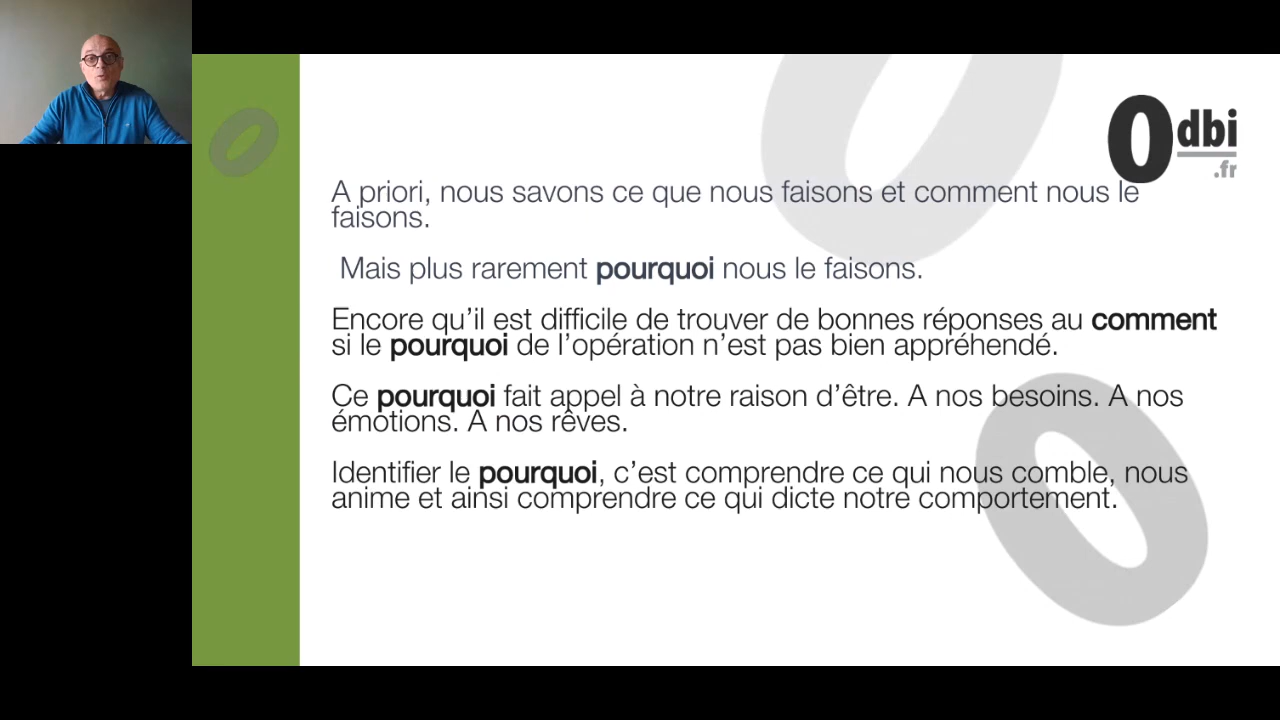 Odbi
.fr
A priori, nous savons ce que nous faisons et comment nous le
faisons.
Mais plus rarement pourquoi nous le faisons.
Encore qu’il est difficile de trouver de bonnes réponses au comment
si le pourquoi de l’opération n’est pas bien appréhendé.
Ce pourquoi fait appel à notre raison d’être. A nos besoins. A nos
émotions. A nos rêves.
Identifier le pourquoi, c’est comprendre ce qui nous comble, nous
anime et ainsi comprendre ce qui dicte notre comportement.